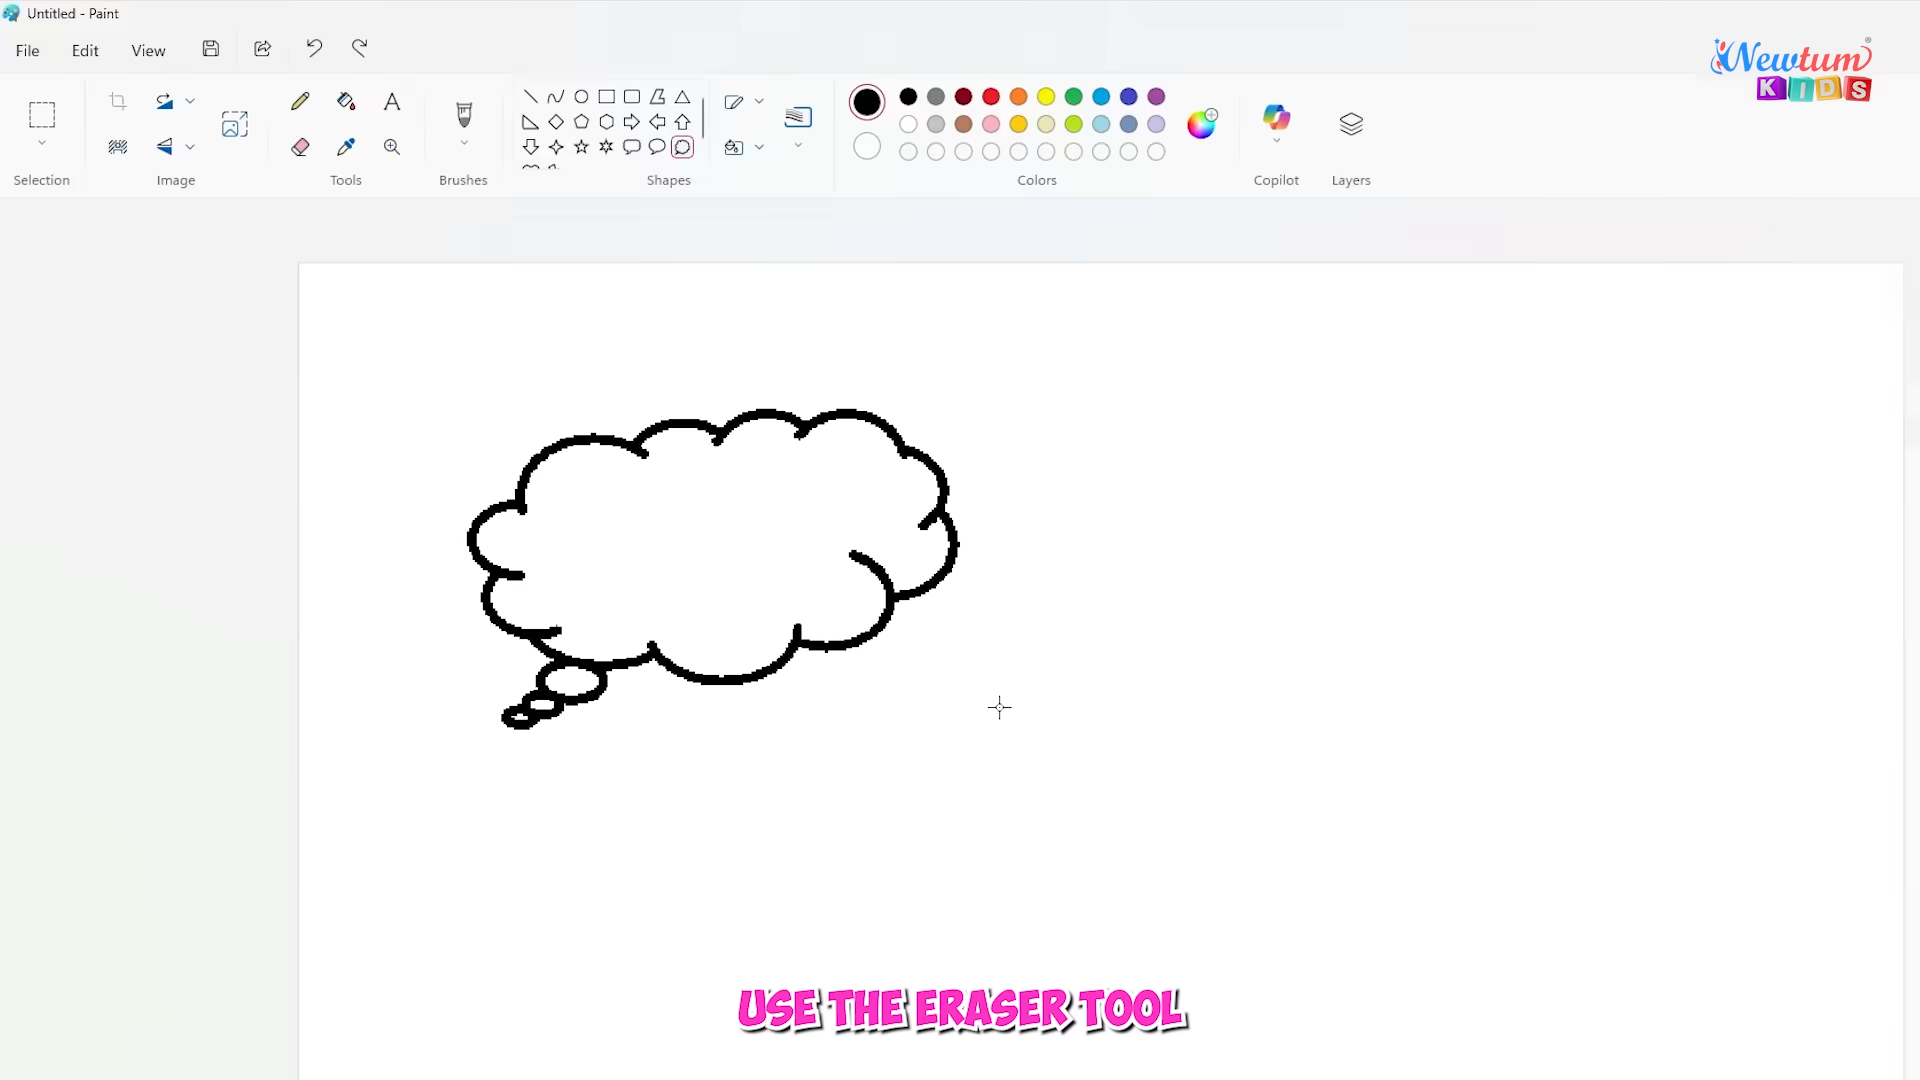 Untitled - Paint
File Edit View
Newtum®
KIDS
A
Selection Image Tools Brushes Shapes Colors Copilot Layers
USE THE ERASER TOOL